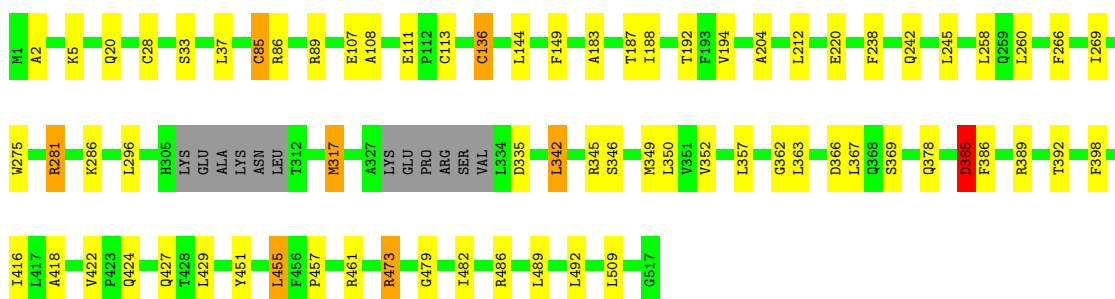 M1 A2 K5 Q20 C28 S33 L37 C85 R86 R89 E107 A108 E111 P112 C113 C136 L144 F149 A183 T187 I188 T192 F193 V194 A204 L212 E220 F238 Q242 L245 L258 Q259 L260 F266 I269
W275 R281 K286 L296 H305 LYS GLU ALA LYS ASN LEU T312 M317 A327 LYS GLU PRO ARG SER VAL L334 D335 L342 R345 S346 M349 L350 V351 V352 L357 G362 L363 D366 L367 Q368 S369 Q378 D385 F386 R389 T392 F398
I416 L417 A418 V422 P423 Q424 Q427 T428 L429 Y451 L455 F456 P457 R461 R473 G479 I482 R486 L489 L492 L509 G517